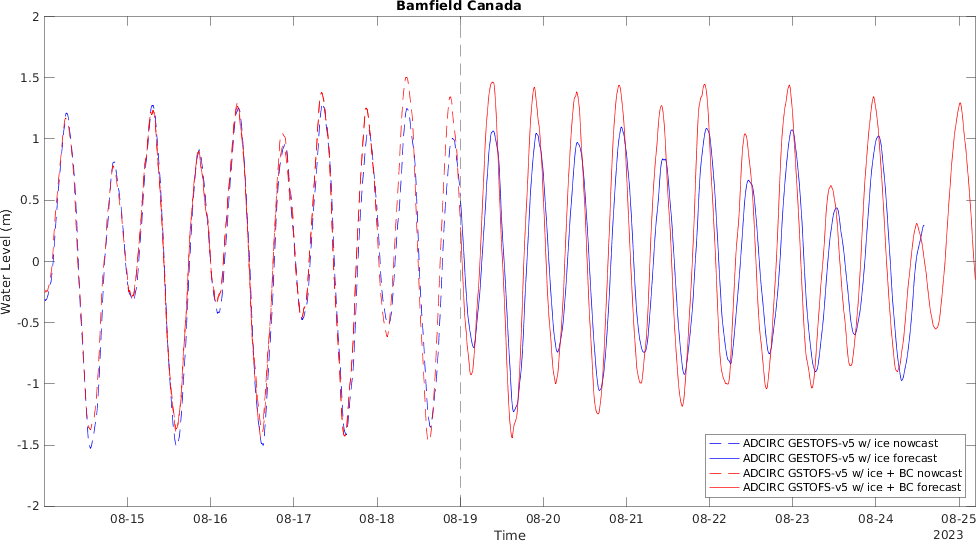 Bamfield Canada
2
1.5
1
0.5
0
-0.5
-1
-1.5
-2
Water Level (m)
08-15 08-16 08-17 08-18 08-19 08-20 08-21 08-22 08-23 08-24 08-25
Time
2023
ADCIRC GESTOFS-v5 w/ ice nowcast
ADCIRC GESTOFS-v5 w/ ice forecast
ADCIRC GSTOFS-v5 w/ ice + BC nowcast
ADCIRC GSTOFS-v5 w/ ice + BC forecast